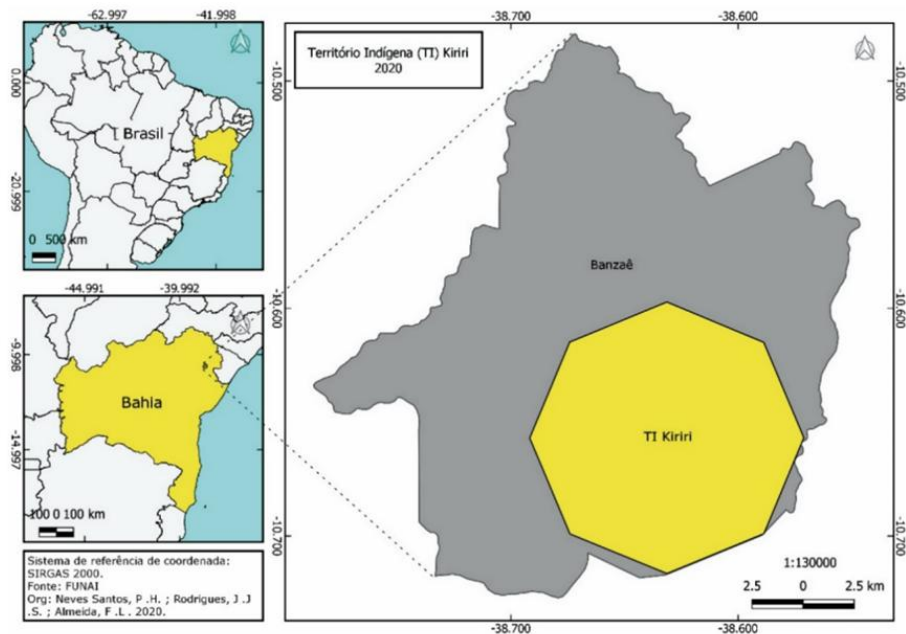 -62.997 -41.998
0.000
-20.999
Brasil
0 500 km
-44.991 -39.992
-9.998
-14.997
Bahia
100 0 100 km
Sistema de referência de coordenada:
SIRGAS 2000.
Fonte: FUNAI
Org: Neves Santos, P .H. ; Rodrigues, J .J
.S. ; Almeida, F .L . 2020.
-38.700 -38.600
Território Indígena (TI) Kiriri
2020
-10.500
-10.600
-10.700
-10.500
-10.600
-10.700
Banzaê
TI Kiriri
1:130000
2.5 0 2.5 km
-38.700 -38.600